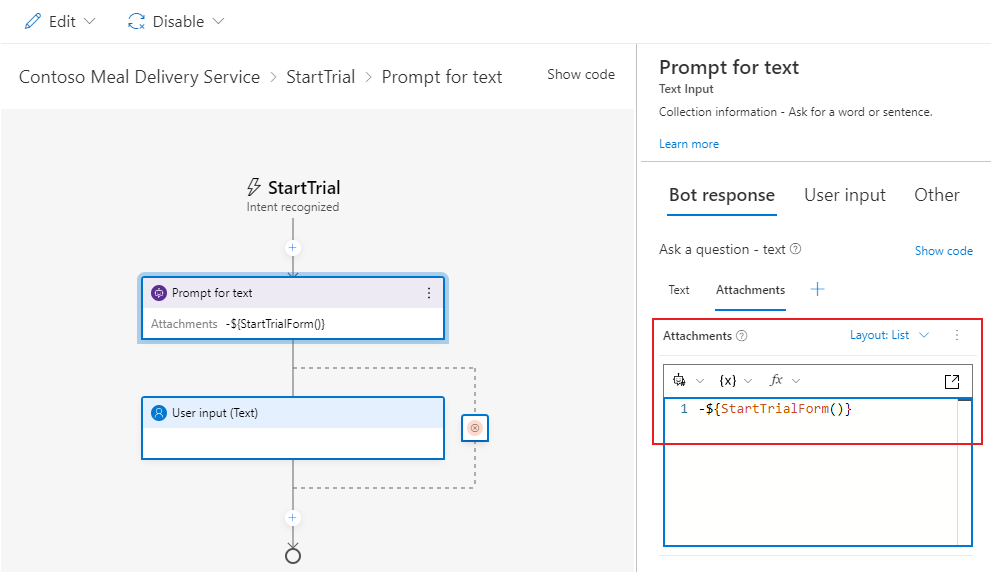 Edit Disable
Contoso Meal Delivery Service > StartTrial > Prompt for text Show code
StartTrial
Intent recognized
Prompt for text
Attachments -${StartTrialForm()}
User input (Text)
Prompt for text
Text Input
Collection information - Ask for a word or sentence.
Learn more
Bot response User input Other
Ask a question - text Show code
Text Attachments +
Attachments Layout: List
{x} fx
1 -${StartTrialForm()}